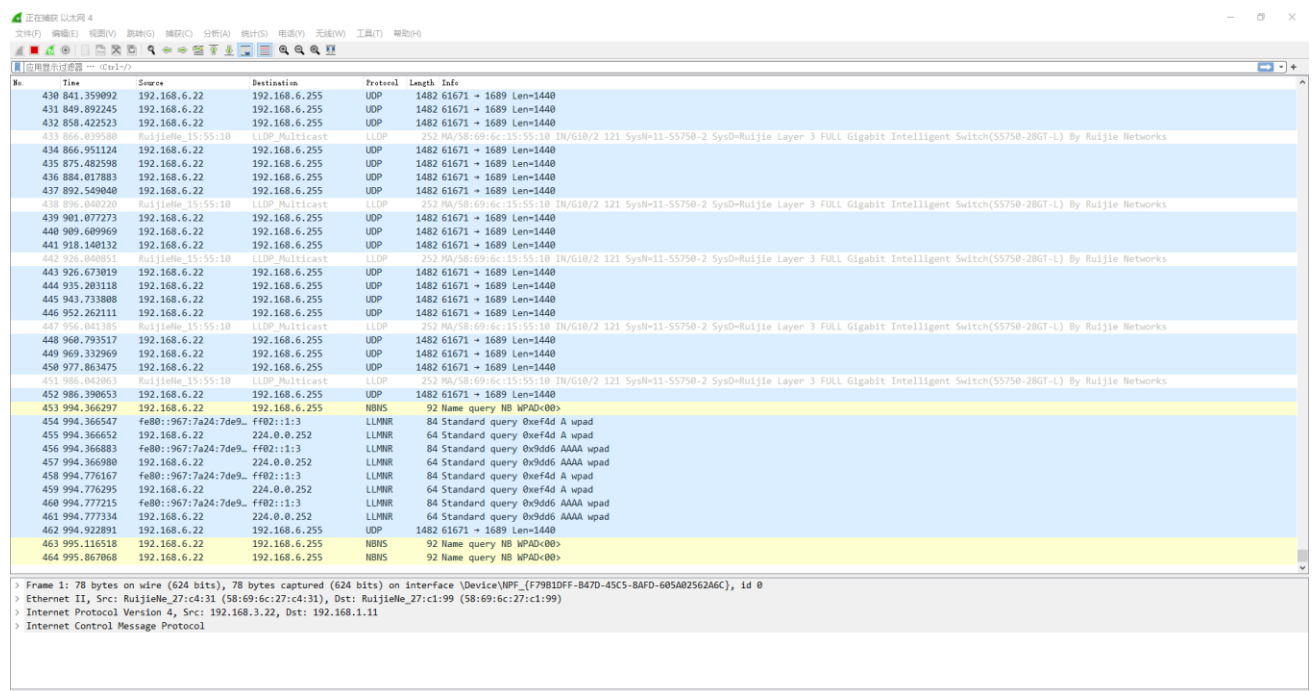 正在捕获 以太网 4
文件(F) 编辑(E) 视图(V) 跳转(G) 捕获(C) 分析(A) 统计(S) 电话(Y) 无线(W) 工具(T) 帮助(H)
应用显示过滤器 … <Ctrl-/>
No. Time Source Destination Protocol Length Info
430 841.359092 192.168.6.22 192.168.6.255 UDP 1482 61671 → 1689 Len=1440
431 849.892245 192.168.6.22 192.168.6.255 UDP 1482 61671 → 1689 Len=1440
432 858.422523 192.168.6.22 192.168.6.255 UDP 1482 61671 → 1689 Len=1440
433 866.039580 RuijieNe_15:55:10 LLDP_Multicast LLDP 252 MA/58:69:6c:15:55:10 IN/Gi0/2 121 SysN=11-S5750-2 SysD=Ruijie Layer 3 FULL Gigabit Intelligent Switch(S5750-28GT-L) By Ruijie Networks
434 866.951124 192.168.6.22 192.168.6.255 UDP 1482 61671 → 1689 Len=1440
435 875.482598 192.168.6.22 192.168.6.255 UDP 1482 61671 → 1689 Len=1440
436 884.017883 192.168.6.22 192.168.6.255 UDP 1482 61671 → 1689 Len=1440
437 892.549040 192.168.6.22 192.168.6.255 UDP 1482 61671 → 1689 Len=1440
438 896.040220 RuijieNe_15:55:10 LLDP_Multicast LLDP 252 MA/58:69:6c:15:55:10 IN/Gi0/2 121 SysN=11-S5750-2 SysD=Ruijie Layer 3 FULL Gigabit Intelligent Switch(S5750-28GT-L) By Ruijie Networks
439 901.077273 192.168.6.22 192.168.6.255 UDP 1482 61671 → 1689 Len=1440
440 909.609969 192.168.6.22 192.168.6.255 UDP 1482 61671 → 1689 Len=1440
441 918.140132 192.168.6.22 192.168.6.255 UDP 1482 61671 → 1689 Len=1440
442 926.040851 RuijieNe_15:55:10 LLDP_Multicast LLDP 252 MA/58:69:6c:15:55:10 IN/Gi0/2 121 SysN=11-S5750-2 SysD=Ruijie Layer 3 FULL Gigabit Intelligent Switch(S5750-28GT-L) By Ruijie Networks
443 926.673019 192.168.6.22 192.168.6.255 UDP 1482 61671 → 1689 Len=1440
444 935.203118 192.168.6.22 192.168.6.255 UDP 1482 61671 → 1689 Len=1440
445 943.733808 192.168.6.22 192.168.6.255 UDP 1482 61671 → 1689 Len=1440
446 952.262111 192.168.6.22 192.168.6.255 UDP 1482 61671 → 1689 Len=1440
447 956.041385 RuijieNe_15:55:10 LLDP_Multicast LLDP 252 MA/58:69:6c:15:55:10 IN/Gi0/2 121 SysN=11-S5750-2 SysD=Ruijie Layer 3 FULL Gigabit Intelligent Switch(S5750-28GT-L) By Ruijie Networks
448 960.793517 192.168.6.22 192.168.6.255 UDP 1482 61671 → 1689 Len=1440
449 969.332969 192.168.6.22 192.168.6.255 UDP 1482 61671 → 1689 Len=1440
450 977.863475 192.168.6.22 192.168.6.255 UDP 1482 61671 → 1689 Len=1440
451 986.042063 RuijieNe_15:55:10 LLDP_Multicast LLDP 252 MA/58:69:6c:15:55:10 IN/Gi0/2 121 SysN=11-S5750-2 SysD=Ruijie Layer 3 FULL Gigabit Intelligent Switch(S5750-28GT-L) By Ruijie Networks
452 986.390653 192.168.6.22 192.168.6.255 UDP 1482 61671 → 1689 Len=1440
453 994.366297 192.168.6.22 192.168.6.255 NBNS 92 Name query NB WPAD<00>
454 994.366547 fe80::967:7a24:7de9… ff02::1:3 LLMNR 84 Standard query 0xef4d A wpad
455 994.366652 192.168.6.22 224.0.0.252 LLMNR 64 Standard query 0xef4d A wpad
456 994.366883 fe80::967:7a24:7de9… ff02::1:3 LLMNR 84 Standard query 0x9dd6 AAAA wpad
457 994.366980 192.168.6.22 224.0.0.252 LLMNR 64 Standard query 0x9dd6 AAAA wpad
458 994.776167 fe80::967:7a24:7de9… ff02::1:3 LLMNR 84 Standard query 0xef4d A wpad
459 994.776295 192.168.6.22 224.0.0.252 LLMNR 64 Standard query 0xef4d A wpad
460 994.777215 fe80::967:7a24:7de9… ff02::1:3 LLMNR 84 Standard query 0x9dd6 AAAA wpad
461 994.777334 192.168.6.22 224.0.0.252 LLMNR 64 Standard query 0x9dd6 AAAA wpad
462 994.922891 192.168.6.22 192.168.6.255 UDP 1482 61671 → 1689 Len=1440
463 995.116518 192.168.6.22 192.168.6.255 NBNS 92 Name query NB WPAD<00>
464 995.867068 192.168.6.22 192.168.6.255 NBNS 92 Name query NB WPAD<00>
> Frame 1: 78 bytes on wire (624 bits), 78 bytes captured (624 bits) on interface \Device\NPF_{F79B1DFF-B47D-45C5-8AFD-605A02562A6C}, id 0
> Ethernet II, Src: RuijieNe_27:c4:31 (58:69:6c:27:c4:31), Dst: RuijieNe_27:c1:99 (58:69:6c:27:c1:99)
> Internet Protocol Version 4, Src: 192.168.3.22, Dst: 192.168.1.11
> Internet Control Message Protocol